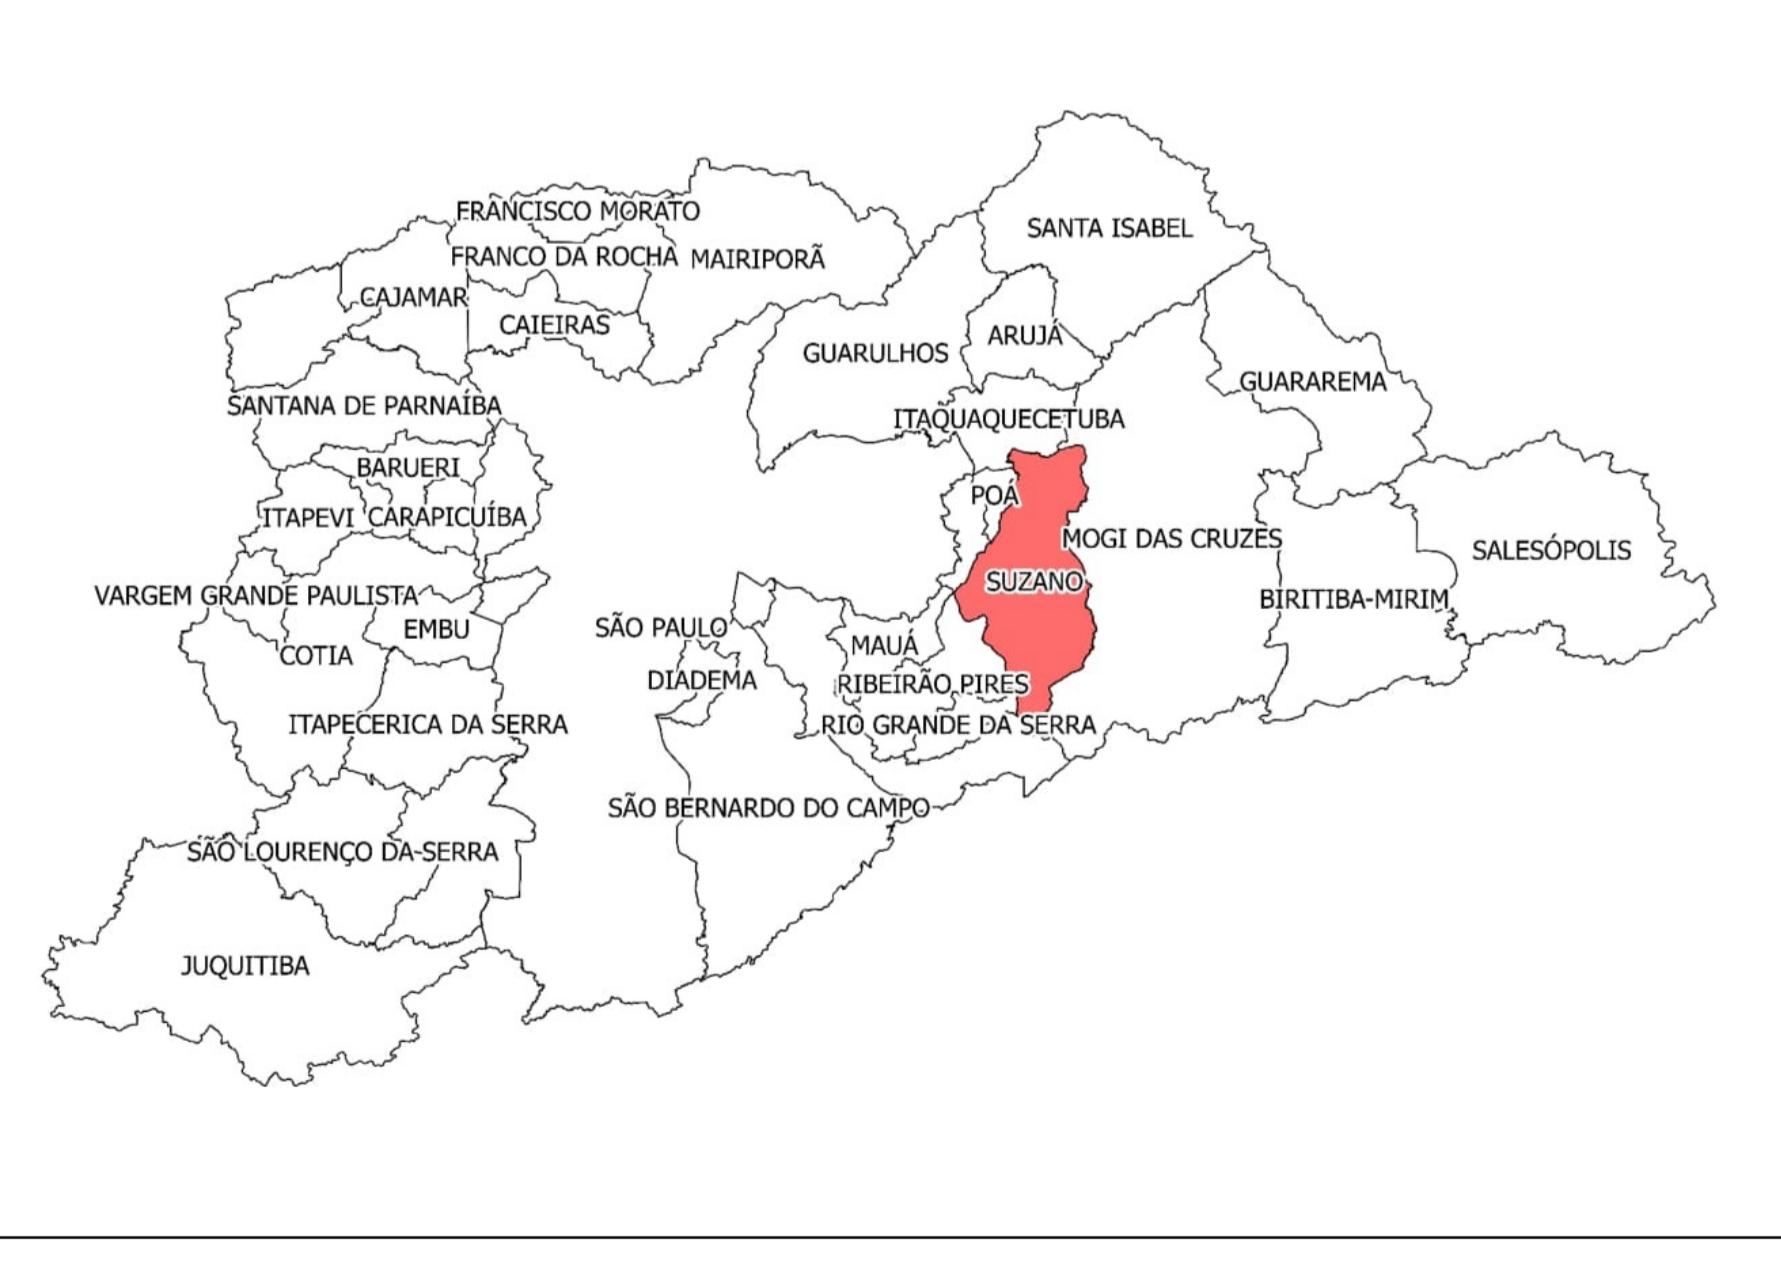 FRANCISCO MORATO
SANTA ISABEL
FRANCO DA ROCHA
MAIRIPORÃ
CAJAMAR
CAIEIRAS
ARUJÁ
GUARULHOS
GUARAREMA
SANTANA DE PARNAÍBA
ITAQUAQUECETUBA
BARUERI
POÁ
ITAPEVI
CARAPICUÍBA
MOGI DAS CRUZES
SALESÓPOLIS
SUZANO
VARGEM GRANDE PAULISTA
BIRITIBA-MIRIM
EMBU
SÃO PAULO
MAUÁ
COTIA
DIADEMA
RIBEIRÃO PIRES
ITAPECERICA DA SERRA
RIO GRANDE DA SERRA
SÃO BERNARDO DO CAMPO
SÃO LOURENÇO DA SERRA
JUQUITIBA